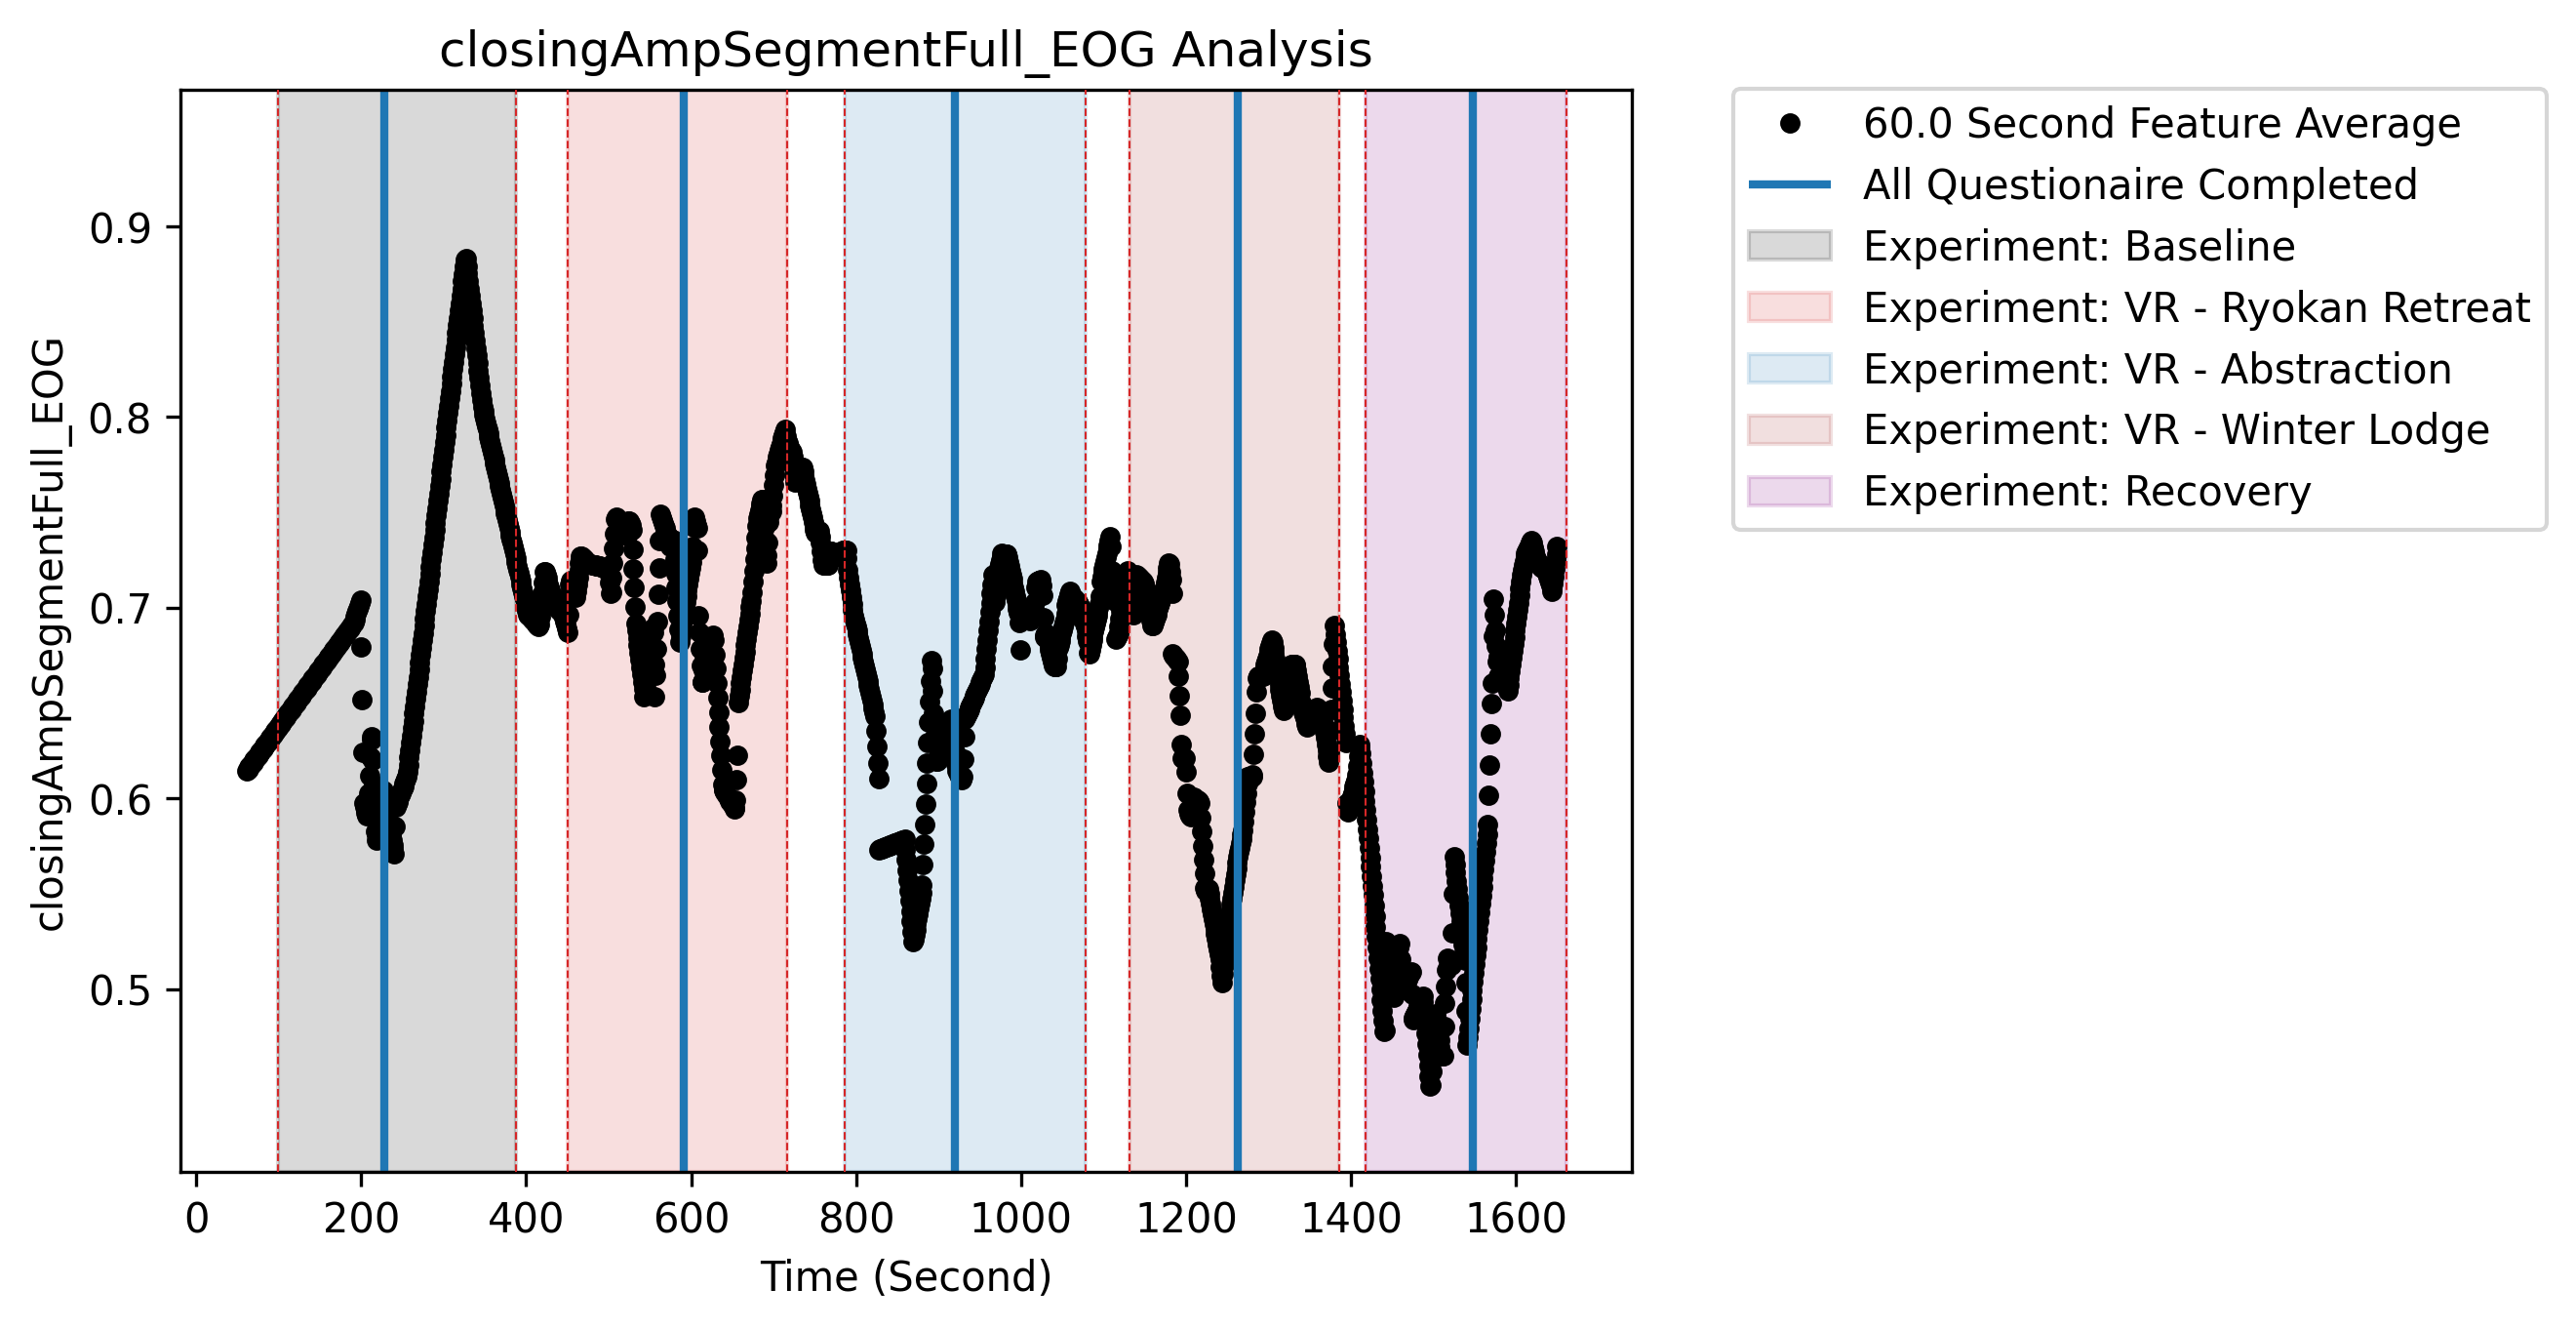 closingAmpSegmentFull_EOG Analysis
closingAmpSegmentFull_EOG
0.9
0.8
0.7
0.6
0.5
0
200
400
600
800
1000
1200
1400
1600
Time (Second)
60.0 Second Feature Average
All Questionaire Completed
Experiment: Baseline
Experiment: VR - Ryokan Retreat
Experiment: VR - Abstraction
Experiment: VR - Winter Lodge
Experiment: Recovery